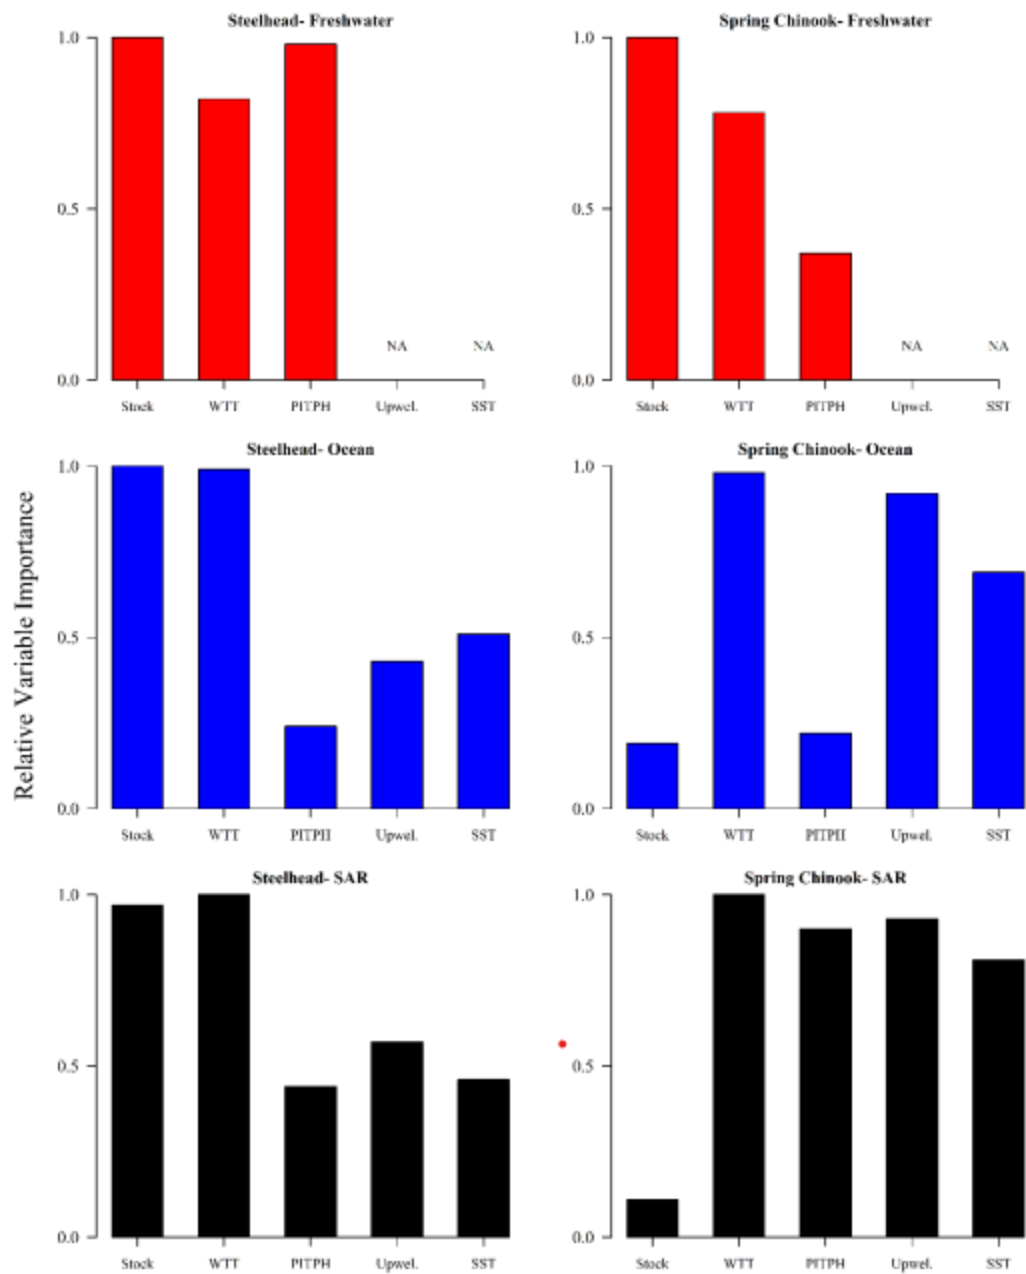 Steelhead- Freshwater
1.0
0.5
0.0
NA
NA
Stock WTT PITPH Upwel. SST
Spring Chinook- Freshwater
1.0
0.5
0.0
NA
NA
Stock WTT PITPH Upwel. SST
Relative Variable Importance
Steelhead- Ocean
1.0
0.5
0.0
Stock WTT PITPH Upwel. SST
Spring Chinook- Ocean
1.0
0.5
0.0
Stock WTT PITPH Upwel. SST
Steelhead- SAR
1.0
0.5
0.0
Stock WTT PITPH Upwel. SST
Spring Chinook- SAR
1.0
0.5
0.0
Stock WTT PITPH Upwel. SST